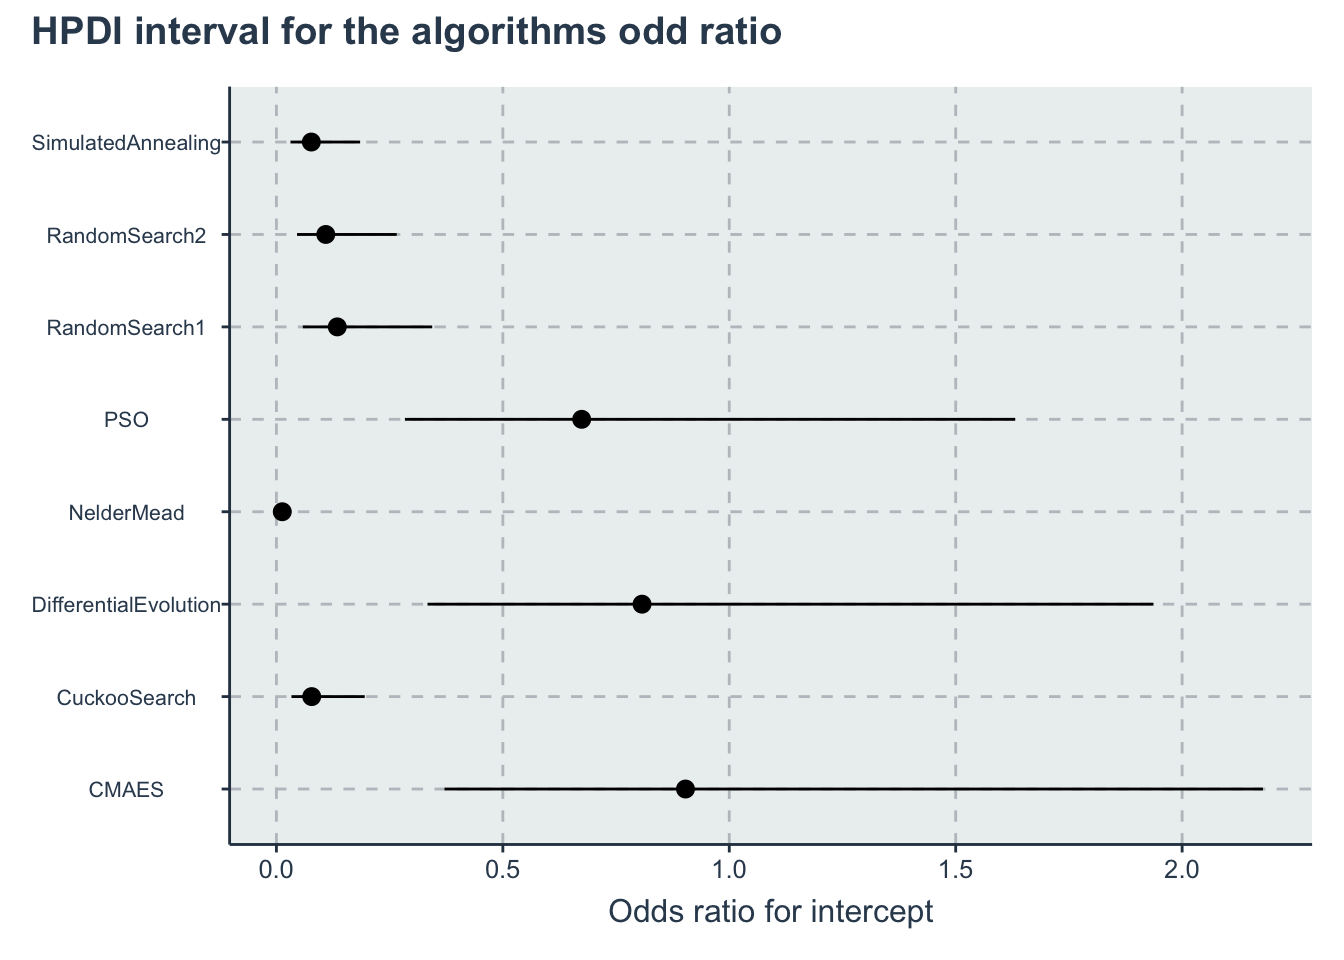 HPDI interval for the algorithms odd ratio
SimulatedAnnealing
RandomSearch2
RandomSearch1
PSO
NelderMead
DifferentialEvolution
CuckooSearch
CMAES
0.0 0.5 1.0 1.5 2.0
Odds ratio for intercept